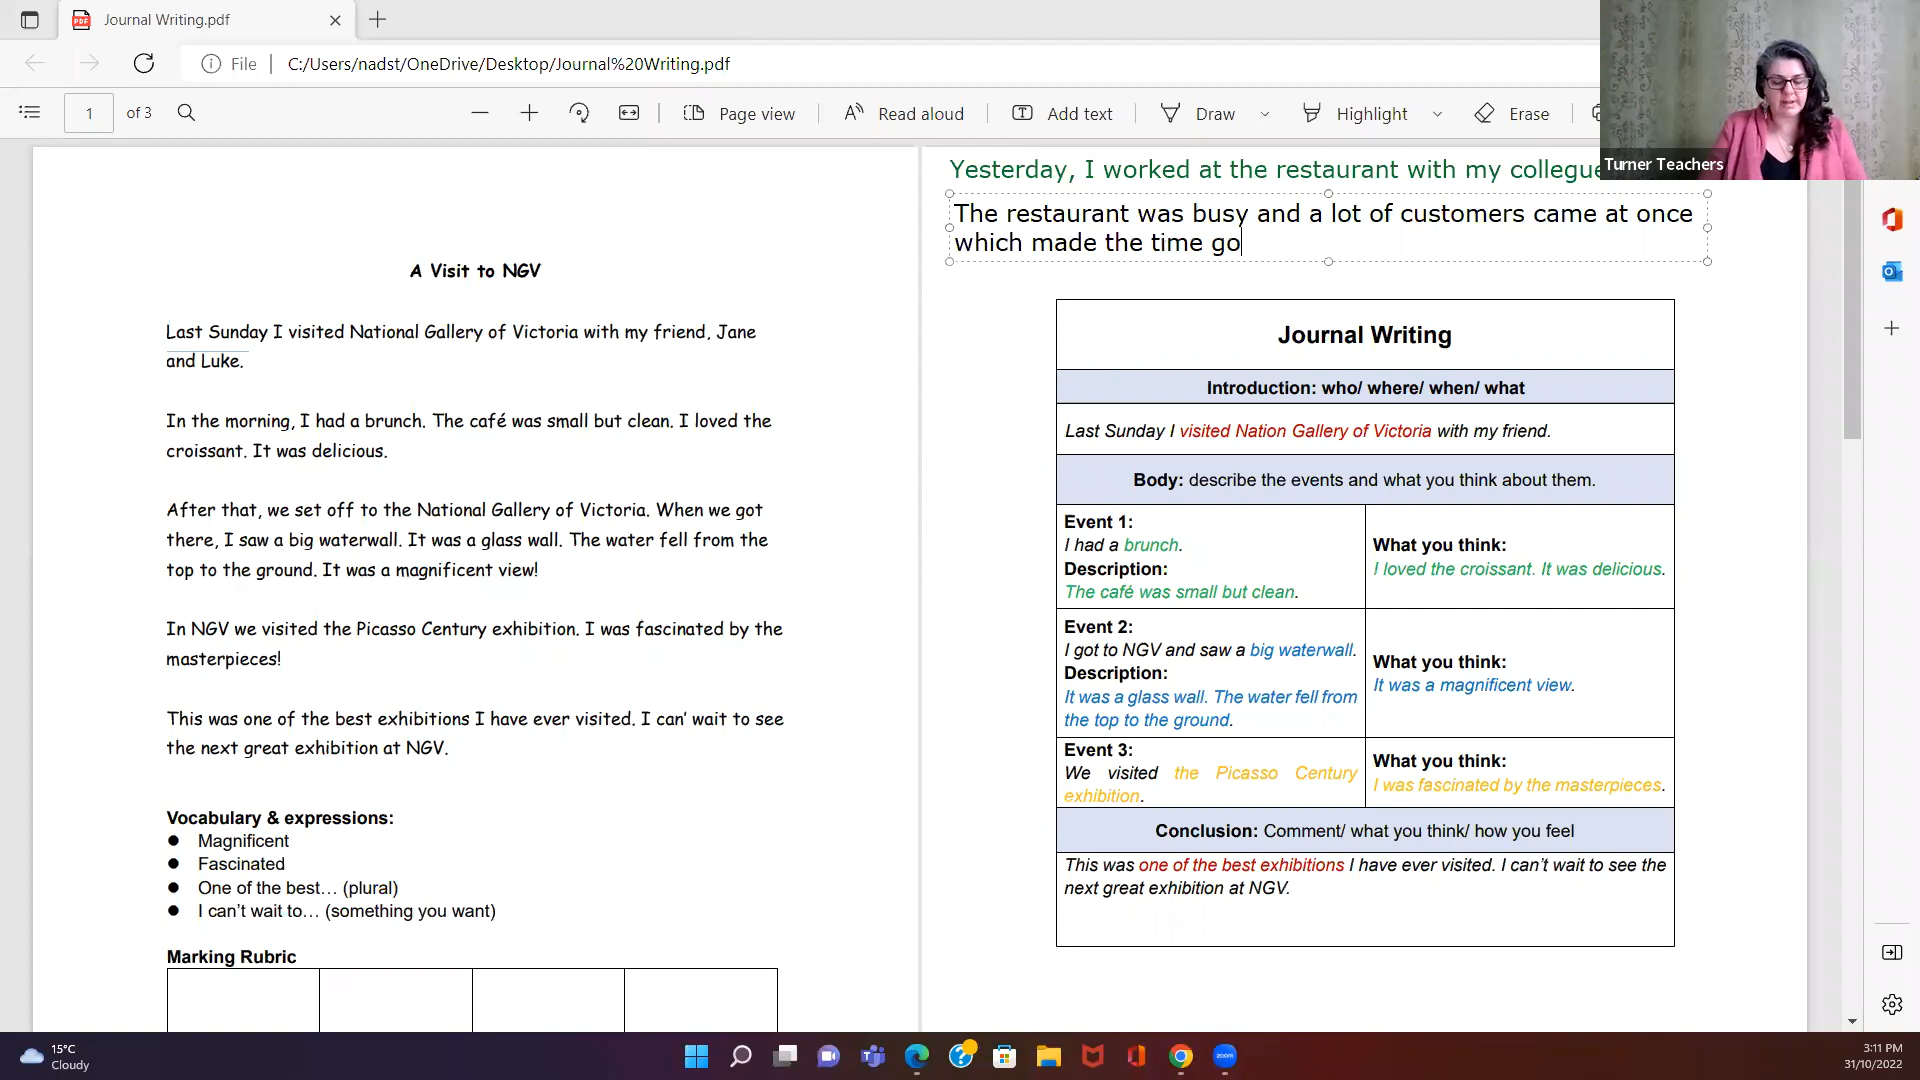 Journal Writing.pdf
File
C:/Users/nadst/OneDrive/Desktop/Journal%20Writing.pdf
1 of 3
Page view
Read aloud
Add text
Draw
Highlight
Erase
Turner Teachers
A Visit to NGV
Last Sunday I visited National Gallery of Victoria with my friend, Jane
and Luke.
In the morning, I had a brunch. The café was small but clean. I loved the
croissant. It was delicious.
After that, we set off to the National Gallery of Victoria. When we got
there, I saw a big waterwall. It was a glass wall. The water fell from the
top to the ground. It was a magnificent view!
In NGV we visited the Picasso Century exhibition. I was fascinated by the
masterpieces!
This was one of the best exhibitions I have ever visited. I can’ wait to see
the next great exhibition at NGV.
Vocabulary & expressions:
Magnificent
Fascinated
One of the best… (plural)
I can’t wait to… (something you want)
Marking Rubric
Yesterday, I worked at the restaurant with my collegue
The restaurant was busy and a lot of customers came at once
which made the time go
Journal Writing
Introduction: who/ where/ when/ what
Last Sunday I visited Nation Gallery of Victoria with my friend.
Body: describe the events and what you think about them.
Event 1:
I had a brunch.
Description:
The café was small but clean.
What you think:
I loved the croissant. It was delicious.
Event 2:
I got to NGV and saw a big waterwall.
Description:
It was a glass wall. The water fell from
the top to the ground.
What you think:
It was a magnificent view.
Event 3:
We visited the Picasso Century
exhibition.
What you think:
I was fascinated by the masterpieces.
Conclusion: Comment/ what you think/ how you feel
This was one of the best exhibitions I have ever visited. I can’t wait to see the
next great exhibition at NGV.
15°C
Cloudy
zoom
3:11 PM
31/10/2022